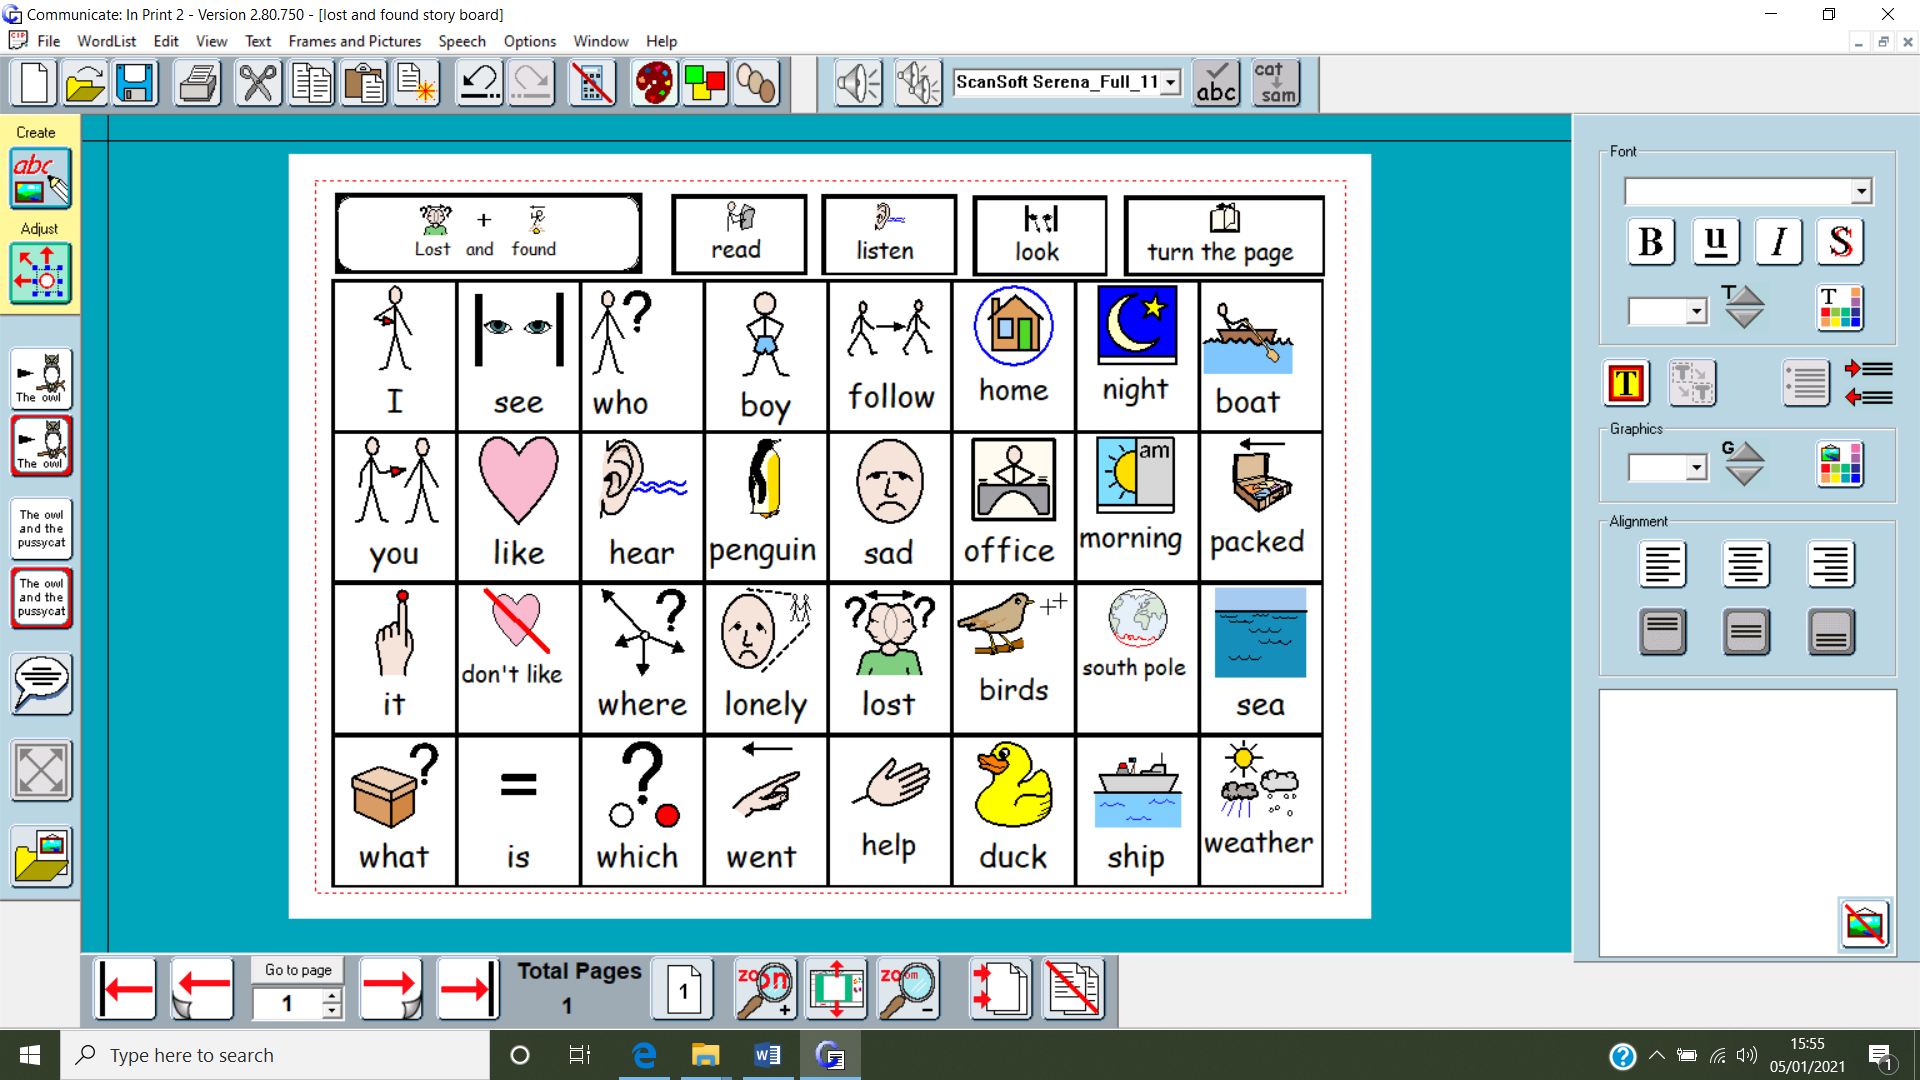 Communicate: In Print 2 - Version 2.80.750 - [lost and found story board]
File WordList Edit View Text Frames and Pictures Speech Options Window Help
ScanSoft Serena_Full_11
abc
cat
sam
Create
abc
Adjust
The owl
The owl
The owl
and the
pussycat
The owl
and the
pussycat
Lost and found
read
listen
look
turn the page
I see who boy follow home night boat
am
you like hear penguin sad office morning packed
it don't like where lonely lost birds south pole sea
what is which went help duck ship weather
Font
B u I S
T
T
T
T
T
Graphics
G
Alignment
Go to page
1
Total Pages
1
1
zoom
zoom
Type here to search
15:55
05/01/2021
1